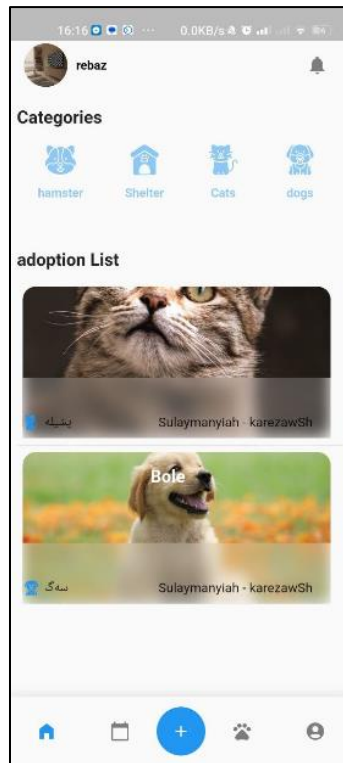 16:16 ... 0.0KB/s
rebaz
Categories
hamster Shelter Cats dogs
adoption List
پشیلە Sulaymanyiah - karezawSh
Bole
سەگ Sulaymanyiah - karezawSh